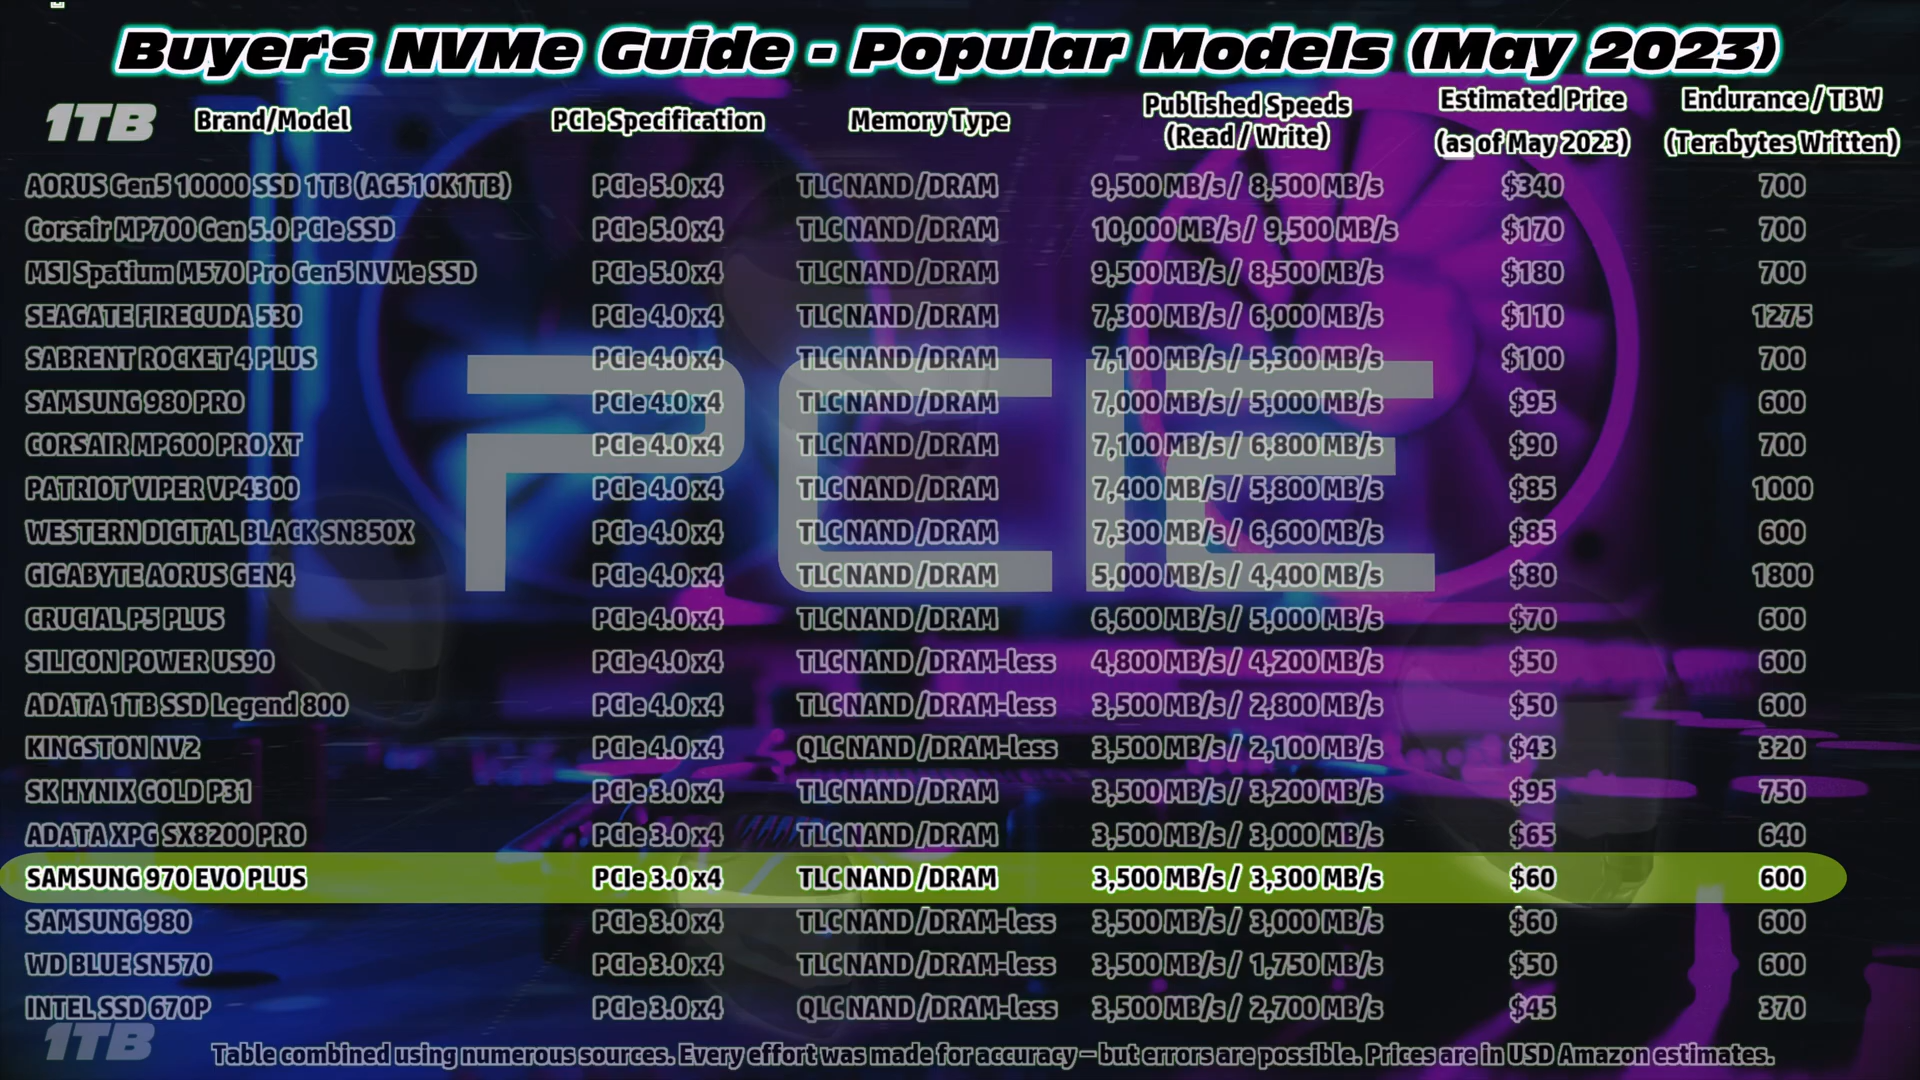 Buyer's NVMe Guide - Popular Models (May 2023)
1TB Brand/Model PCIe Specification Memory Type Published Speeds (Read / Write) Estimated Price (as of May 2023) Endurance / TBW (Terabytes Written)
AORUS Gen5 10000 SSD 1TB (AG510K1TB) PCIe 5.0 x4 TLC NAND /DRAM 9,500 MB/s / 8,500 MB/s $340 700
Corsair MP700 Gen 5.0 PCIe SSD PCIe 5.0 x4 TLC NAND /DRAM 10,000 MB/s / 9,500 MB/s $170 700
MSI Spatium M570 Pro Gen5 NVMe SSD PCIe 5.0 x4 TLC NAND /DRAM 9,500 MB/s / 8,500 MB/s $180 700
SEAGATE FIRECUDA 530 PCIe 4.0 x4 TLC NAND /DRAM 7,300 MB/s / 6,000 MB/s $110 1275
SABRENT ROCKET 4 PLUS PCIe 4.0 x4 TLC NAND /DRAM 7,100 MB/s / 5,300 MB/s $100 700
SAMSUNG 980 PRO PCIe 4.0 x4 TLC NAND /DRAM 7,000 MB/s / 5,000 MB/s $95 600
CORSAIR MP600 PRO XT PCIe 4.0 x4 TLC NAND /DRAM 7,100 MB/s / 6,800 MB/s $90 700
PATRIOT VIPER VP4300 PCIe 4.0 x4 TLC NAND /DRAM 7,400 MB/s / 5,800 MB/s $85 1000
WESTERN DIGITAL BLACK SN850X PCIe 4.0 x4 TLC NAND /DRAM 7,300 MB/s / 6,600 MB/s $85 600
GIGABYTE AORUS GEN4 PCIe 4.0 x4 TLC NAND /DRAM 5,000 MB/s / 4,400 MB/s $80 1800
CRUCIAL P5 PLUS PCIe 4.0 x4 TLC NAND /DRAM 6,600 MB/s / 5,000 MB/s $70 600
SILICON POWER US90 PCIe 4.0 x4 TLC NAND /DRAM-less 4,800 MB/s / 4,200 MB/s $50 600
ADATA 1TB SSD Legend 800 PCIe 4.0 x4 TLC NAND /DRAM-less 3,500 MB/s / 2,800 MB/s $50 600
KINGSTON NV2 PCIe 4.0 x4 QLC NAND /DRAM-less 3,500 MB/s / 2,100 MB/s $43 320
SK HYNIX GOLD P31 PCIe 3.0 x4 TLC NAND /DRAM 3,500 MB/s / 3,200 MB/s $95 750
ADATA XPG SX8200 PRO PCIe 3.0 x4 TLC NAND /DRAM 3,500 MB/s / 3,000 MB/s $65 640
SAMSUNG 970 EVO PLUS PCIe 3.0 x4 TLC NAND /DRAM 3,500 MB/s / 3,300 MB/s $60 600
SAMSUNG 980 PCIe 3.0 x4 TLC NAND /DRAM-less 3,500 MB/s / 3,000 MB/s $60 600
WD BLUE SN570 PCIe 3.0 x4 TLC NAND /DRAM-less 3,500 MB/s / 1,750 MB/s $50 600
INTEL SSD 670P PCIe 3.0 x4 QLC NAND /DRAM-less 3,500 MB/s / 2,700 MB/s $45 370
PCIE
1TB
Table combined using numerous sources. Every effort was made for accuracy – but errors are possible. Prices are in USD Amazon estimates.